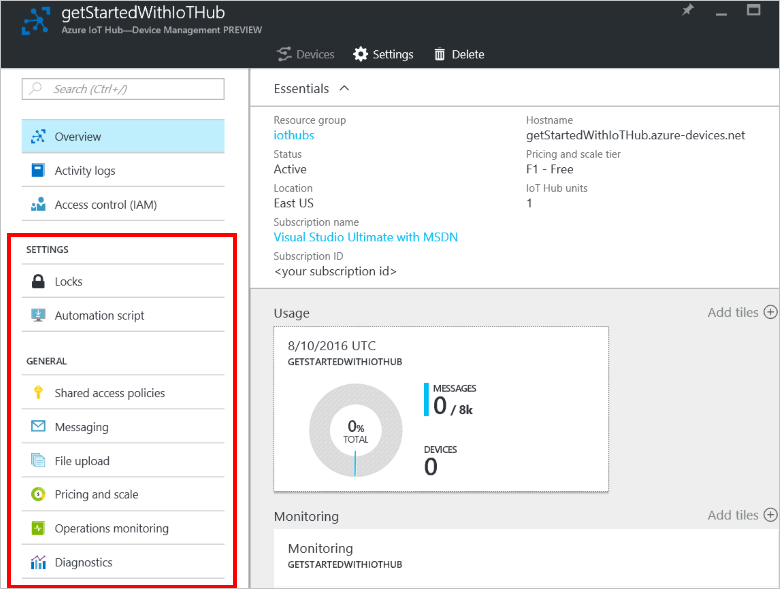 getStartedWithIoTHub
Azure IoT Hub—Device Management PREVIEW
Devices Settings Delete
Search (Ctrl+/)
Overview
Activity logs
Access control (IAM)
SETTINGS
Locks
Automation script
GENERAL
Shared access policies
Messaging
File upload
Pricing and scale
Operations monitoring
Diagnostics
Essentials
Resource group
iothubs
Status
Active
Location
East US
Subscription name
Visual Studio Ultimate with MSDN
Subscription ID
<your subscription id>
Hostname
getStartedWithIoTHub.azure-devices.net
Pricing and scale tier
F1 - Free
IoT Hub units
1
Usage
Add tiles
8/10/2016 UTC
GETSTARTEDWITHIOTHUB
0%
TOTAL
MESSAGES
0 / 8k
DEVICES
0
Monitoring
Add tiles
Monitoring
GETSTARTEDWITHIOTHUB